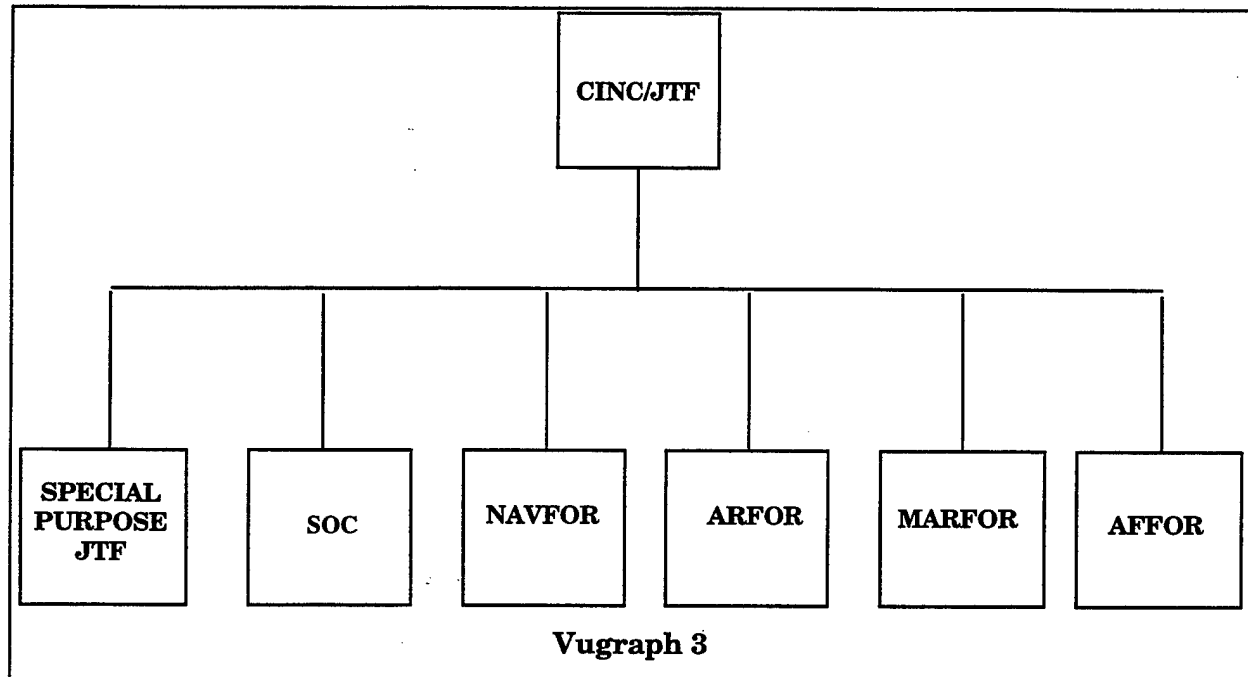 CINC/JTF
SPECIAL
PURPOSE
JTF
SOC
NAVFOR
ARFOR
MARFOR
AFFOR
Vugraph 3